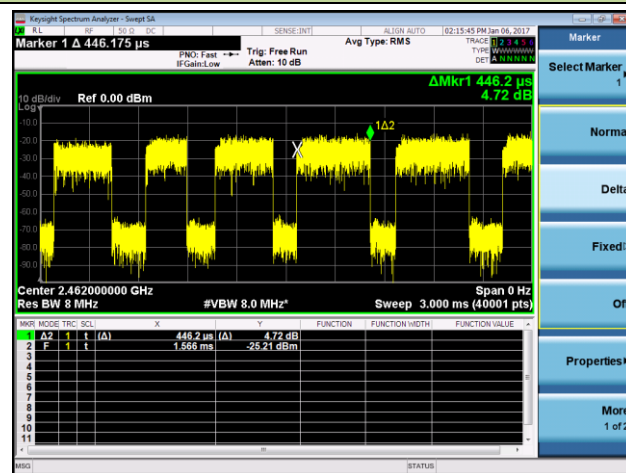 Keysight Spectrum Analyzer - Swept SA
RL RF 50 Ω DC SENSE:INT ALIGN AUTO 02:15:45 PM Jan 06, 2017
Marker 1 Δ 446.175 µs
PNO: Fast Trig: Free Run Avg Type: RMS TRACE 1 2 3 4 5 6
IFGain:Low Atten: 10 dB TYPE WWWWWW
DET A N N N N N
ΔMkr1 446.2 µs
4.72 dB
10 dB/div Ref 0.00 dBm
Log
-10.0
1Δ2
-30.0
-40.0
-50.0
-60.0
-70.0
-80.0
-90.0
Center 2.462000000 GHz Span 0 Hz
Res BW 8 MHz #VBW 8.0 MHz* Sweep 3.000 ms (40001 pts)
MKR MODE TRC SCL X Y FUNCTION FUNCTION WIDTH FUNCTION VALUE
1 Δ2 1 t (Δ) 446.2 µs (Δ) 4.72 dB
2 F 1 t 1.566 ms -25.21 dBm
3
4
5
6
7
8
9
10
11
MSG STATUS
Marker
Select Marker
1
Norma
Delta
Fixed
Of
Properties
More
1 of 2